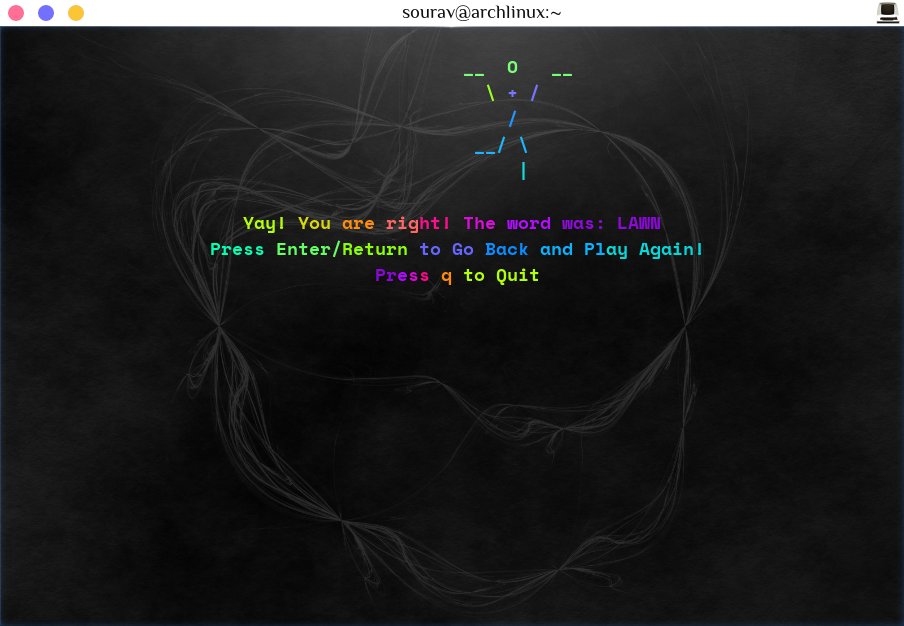 sourav@archlinux:~
__  O  __
\ + /
/
__/ \
|
Yay! You are right! The word was: LAWN
Press Enter/Return to Go Back and Play Again!
Press q to Quit